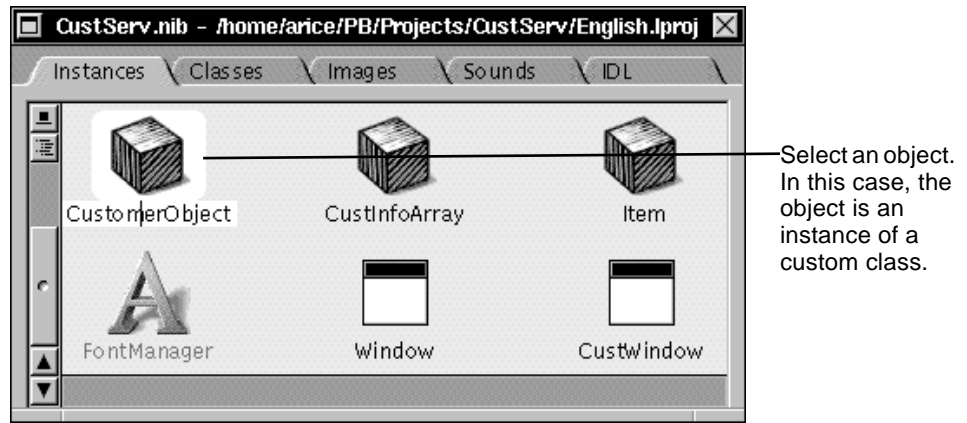 CustServ.nib – /home/arice/PB/Projects/CustServ/English.lproj
Instances Classes Images Sounds IDL
CustomerObject CustInfoArray Item
FontManager Window CustWindow
Select an object.
In this case, the
object is an
instance of a
custom class.